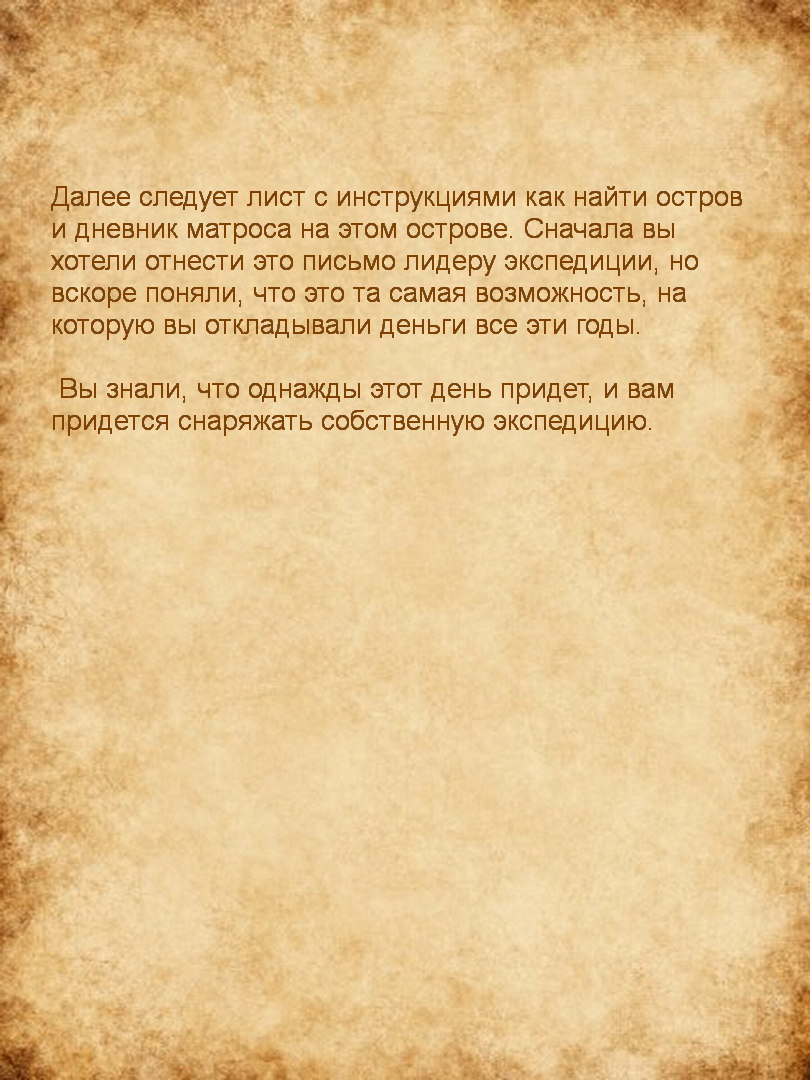 Далее следует лист с инструкциями как найти остров
и дневник матроса на этом острове. Сначала вы
хотели отнести это письмо лидеру экспедиции, но
вскоре поняли, что это та самая возможность, на
которую вы откладывали деньги все эти годы.
Вы знали, что однажды этот день придет, и вам
придется снаряжать собственную экспедицию.